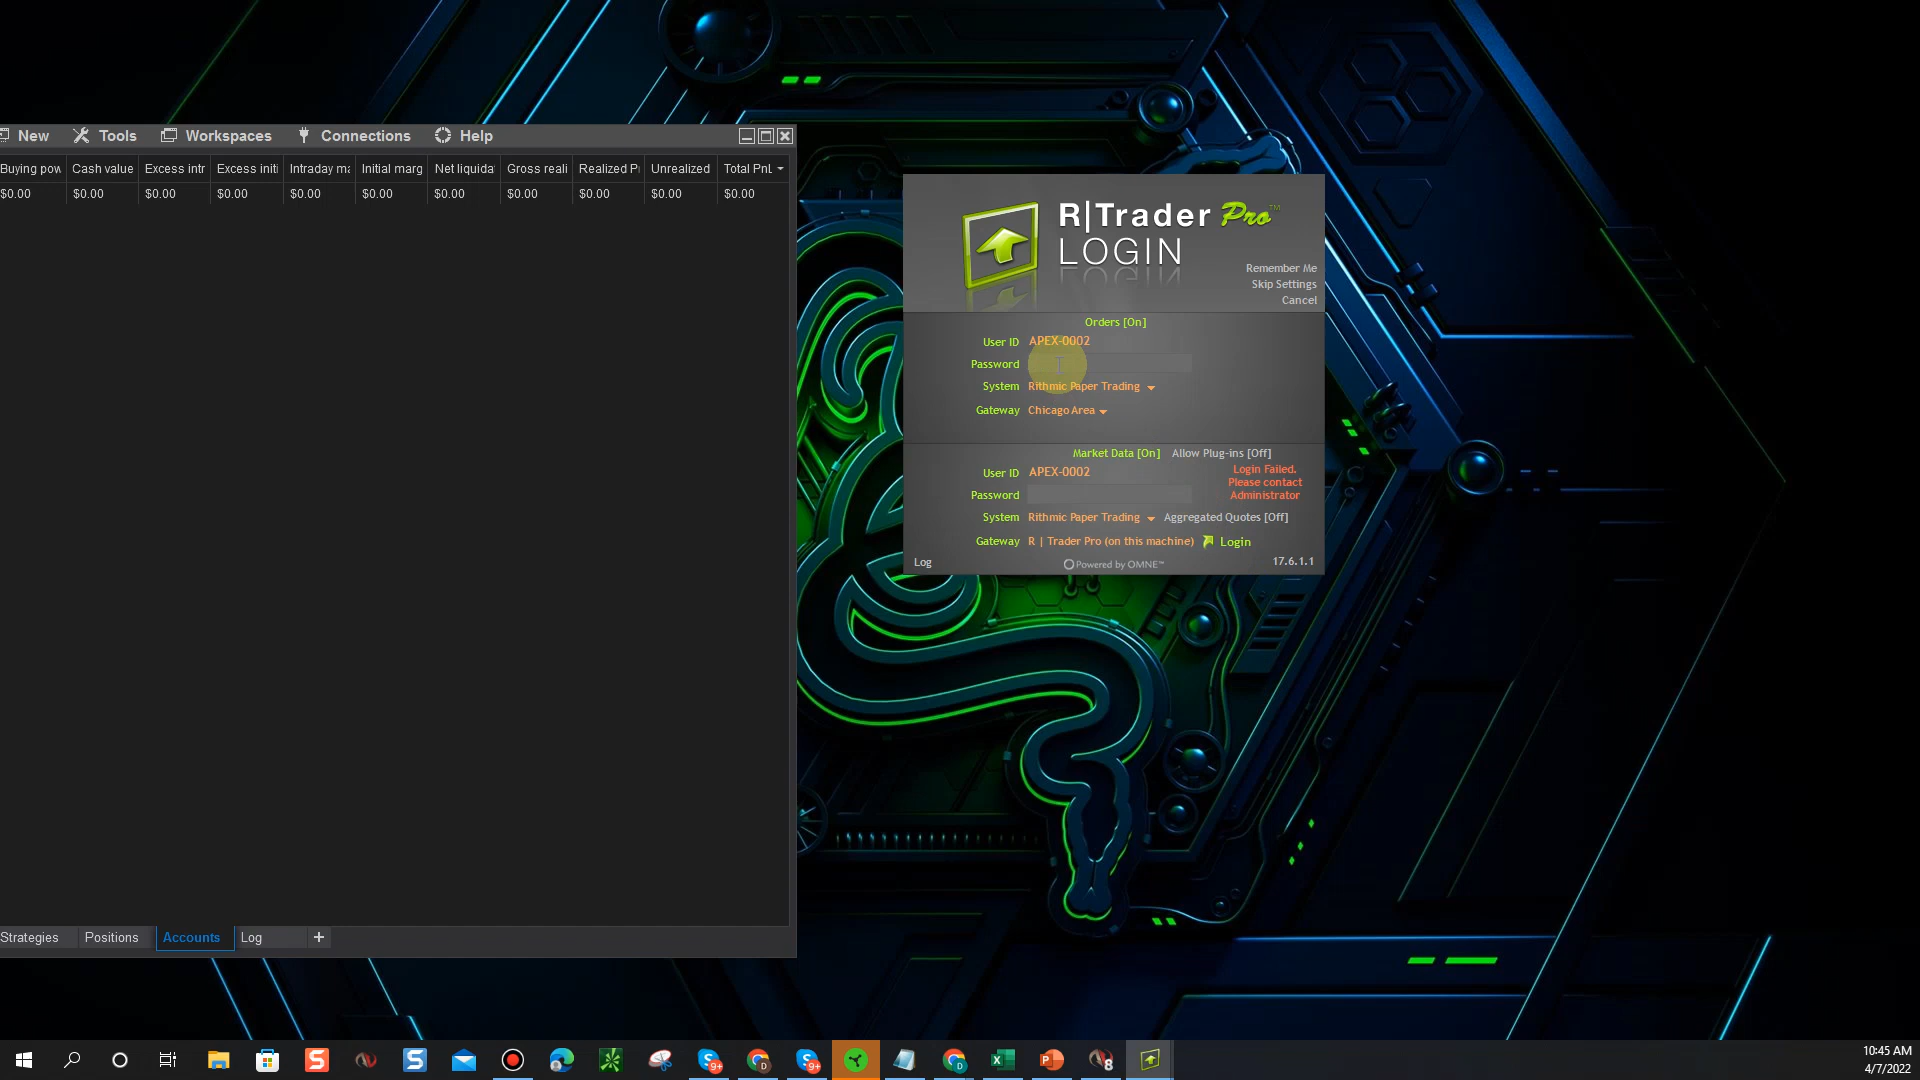 New Tools Workspaces Connections Help
Buying pow Cash value Excess intr Excess initi Intraday ma Initial marg Net liquida Gross reali Realized P Unrealized Total PnL
$0.00 $0.00 $0.00 $0.00 $0.00 $0.00 $0.00 $0.00 $0.00 $0.00 $0.00
Strategies Positions Accounts Log +
R|Trader Pro™
LOGIN
Remember Me
Skip Settings
Cancel
Orders [On]
User ID APEX-0002
Password
System Rithmic Paper Trading
Gateway Chicago Area
Market Data [On] Allow Plug-ins [Off]
User ID APEX-0002
Login Failed.
Please contact
Administrator
Password
System Rithmic Paper Trading Aggregated Quotes [Off]
Gateway R | Trader Pro (on this machine) Login
Log Powered by OMNE™ 17.6.1.1
S S 9+ D 9+ D X P 8
10:45 AM
4/7/2022